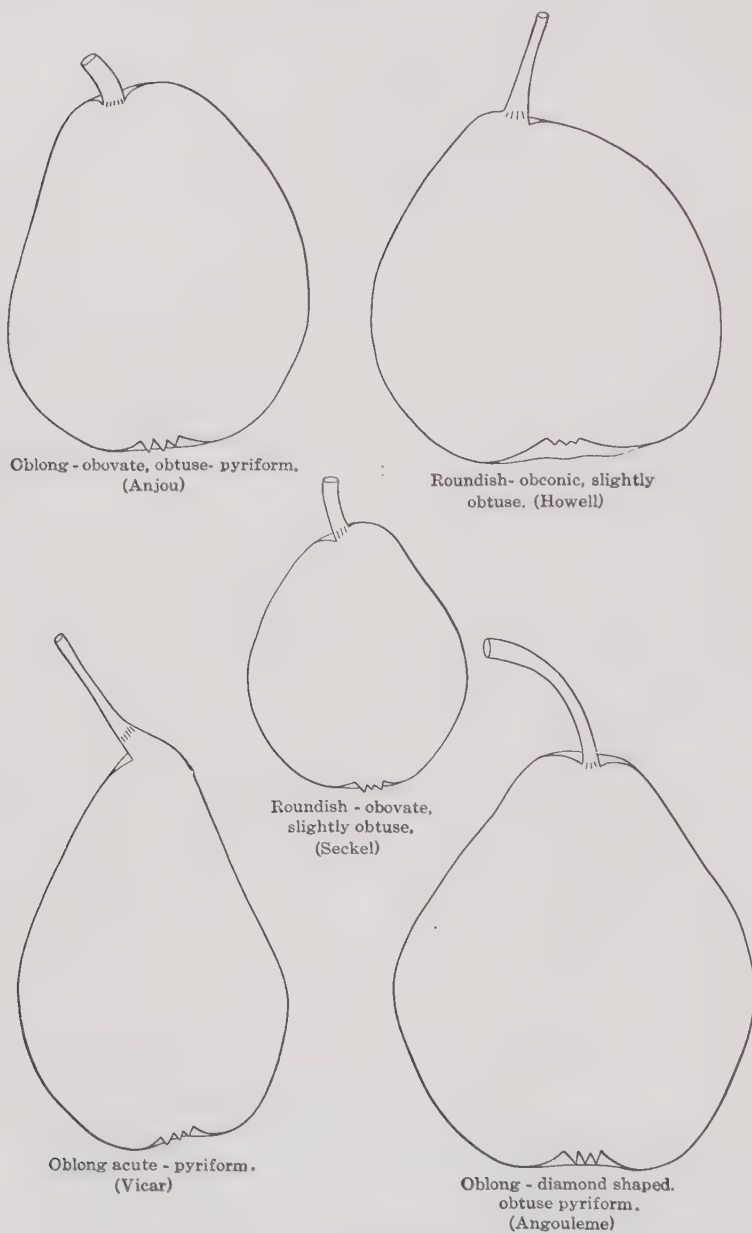 Oblong - obovate, obtuse- pyriform.
(Anjou)
Roundish- obconic, slightly
obtuse. (Howell)
Roundish - obovate,
slightly obtuse.
(Seckel)
Oblong acute - pyriform.
(Vicar)
Oblong - diamond shaped.
obtuse pyriform.
(Angouleme)